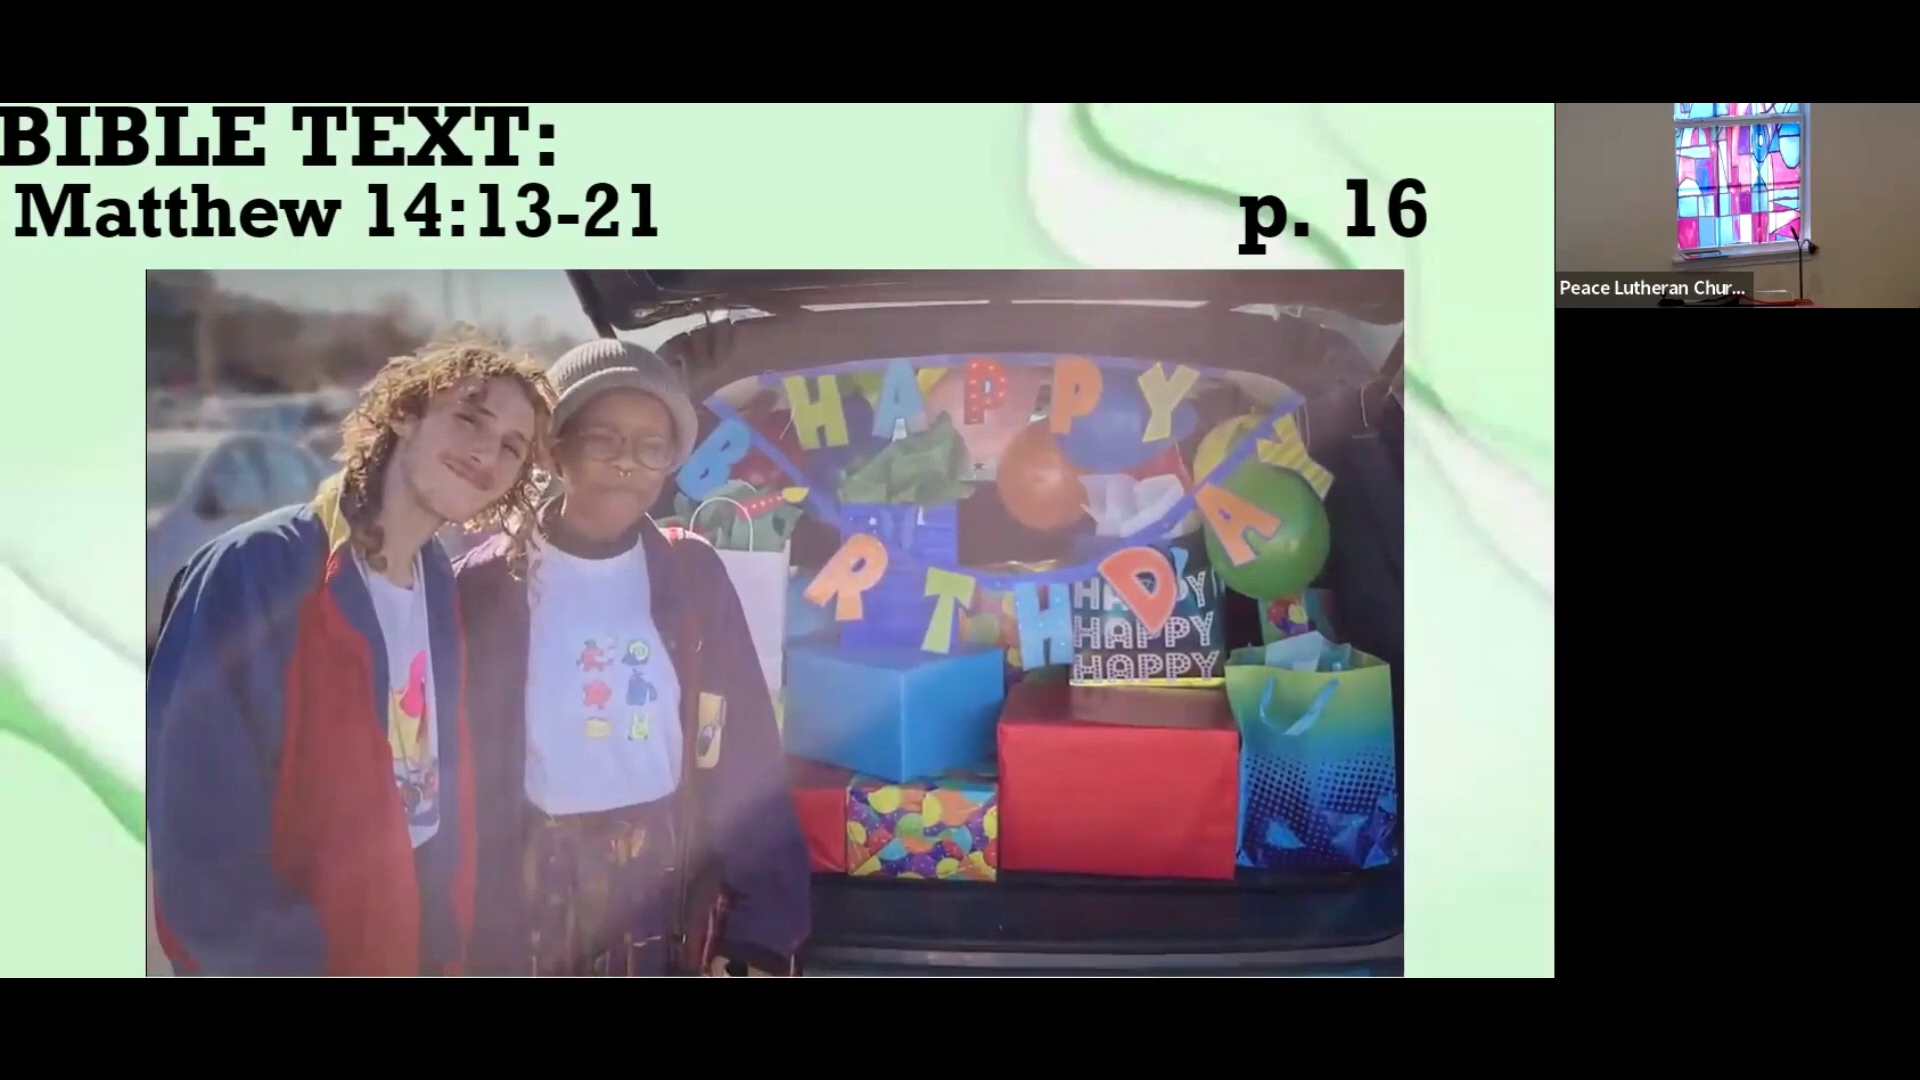 BIBLE TEXT:
Matthew 14:13-21
p. 16
HAPPY
BIRTHDAY
HAPPY
HAPPY
HAPPY
Peace Lutheran Chur...